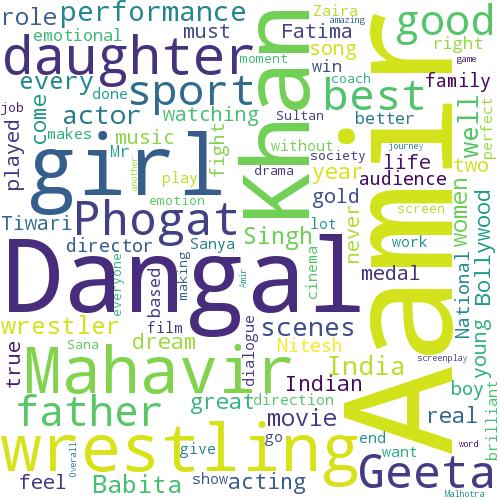 role
performance
daughter
emotional
must
Fatima
Zaira
amazing
good
song
right
moment
every
sport
Khan
win
coach
game
come
done
actor
watching
best
better
family
perfect
played
job
makes
music
fight
Sultan
without
society
Aamir
well
girl
Mr
play
drama
year
life
two
journey
audience
another
emotion
gold
never
screen
women
Tiwari
Phogat
Singh
lot
work
director
Sanya
cinema
medal
National
Bollywood
everyone
based
making
Dangal
Amir
scenes
wrestler
film
true
Sana
dream
dialogue
Nitesh
India
screenplay
young
boy
brilliant
Mahavir
Indian
great
direction
movie
end
real
father
give
go
want
word
wrestling
Overall
feel
Babita
show
acting
Geeta
Malhotra